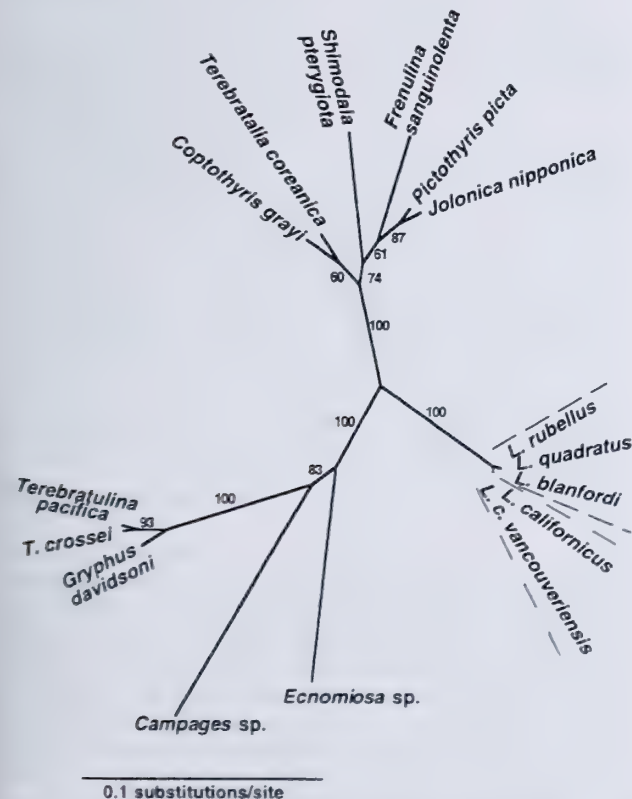 Shimodaia
pterygiota
Frenulina
sanguinolenta
Terebratalia coreanica
Pictothyris picta
Coptothyris grayi
Jolonica nipponica
87
61
60
74
100
100
100
L. rubellus
L. quadratus
L. blanfordi
L. californicus
L. c. vancouveriensis
83
100
Terebratulina
pacifica
93
T. crossei
Gryphus
davidsoni
Ecnomiosa sp.
Campages sp.
0.1 substitutions/site